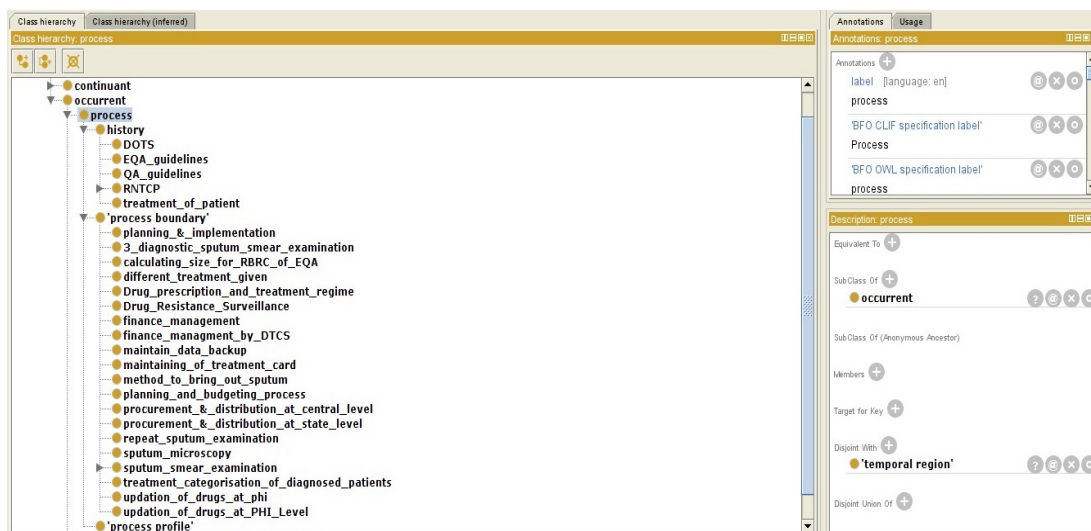 Class hierarchy Class hierarchy (inferred)
Class hierarchy: process
continuant
occurrent
process
history
DOTS
EQA_guidelines
QA_guidelines
RNTCP
treatment_of_patient
'process boundary'
planning_&_implementation
3_diagnostic_sputum_smear_examination
calculating_size_for_RBRC_of_EQA
different_treatment_given
Drug_prescription_and_treatment_regime
Drug_Resistance_Surveillance
finance_management
finance_managment_by_DTCS
maintain_data_backup
maintaining_of_treatment_card
method_to_bring_out_sputum
planning_and_budgeting_process
procurement_&_distribution_at_central_level
procurement_&_distribution_at_state_level
repeat_sputum_examination
sputum_microscopy
sputum_smear_examination
treatment_categorisation_of_diagnosed_patients
updation_of_drugs_at_phi
updation_of_drugs_at_PHI_Level
'process profile'
Annotations Usage
Annotations: process
Annotations
label [language: en]
process
'BFO CLIF specification label'
Process
'BFO OWL specification label'
process
Description: process
Equivalent To
SubClass Of
occurrent
SubClass Of (Anonymous Ancestor)
Members
Target for Key
Disjoint With
'temporal region'
Disjoint Union Of